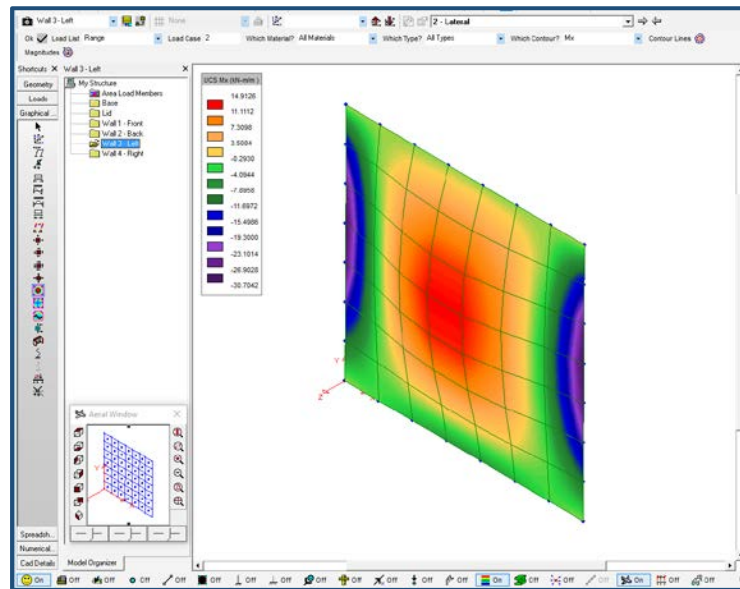 Wall 3 - Left None 2 - Lateral
Ok Load List Range Load Case 2 Which Material? All Materials Which Type? All Types Which Contour? Mx Contour Lines
Magnitudes
Shortcuts Wall 3 - Left
Geometry
Loads
Graphical ...
My Structure
Area Load Members
Base
Lid
Wall 1 - Front
Wall 2 - Back
Wall 3 - Left
Wall 4 - Right
UCS Mx (kN-m/m)
14.9126
11.1112
7.3098
3.5084
-0.2930
-4.0944
-7.8958
-11.6972
-15.4986
-19.3000
-23.1014
-26.9028
-30.7042
Y
Z
Aerial Window
Y
Spreadsh...
Numerical...
Cad Details
Model Organizer
On Off Off Off Off Off Off Off Off Off Off Off Off On Off Off Off On Off Off